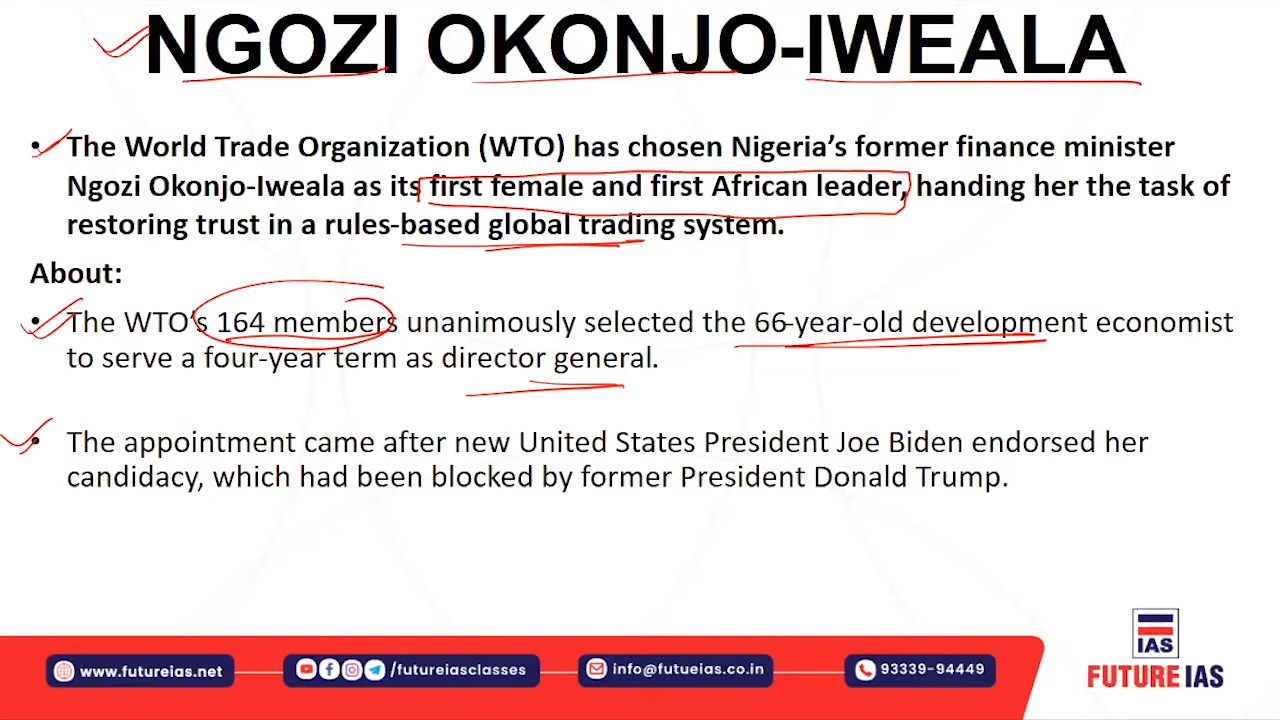 NGOZI OKONJO-IWEALA
• The World Trade Organization (WTO) has chosen Nigeria's former finance minister
Ngozi Okonjo-Iweala as its first female and first African leader, handing her the task of
restoring trust in a rules-based global trading system.
About:
• The WTO's 164 members unanimously selected the 66-year-old development economist
to serve a four-year term as director general.
• The appointment came after new United States President Joe Biden endorsed her
candidacy, which had been blocked by former President Donald Trump.
www.futureias.net
/futureiasclasses
info@futueias.co.in
93339-94449
IAS
FUTURE IAS